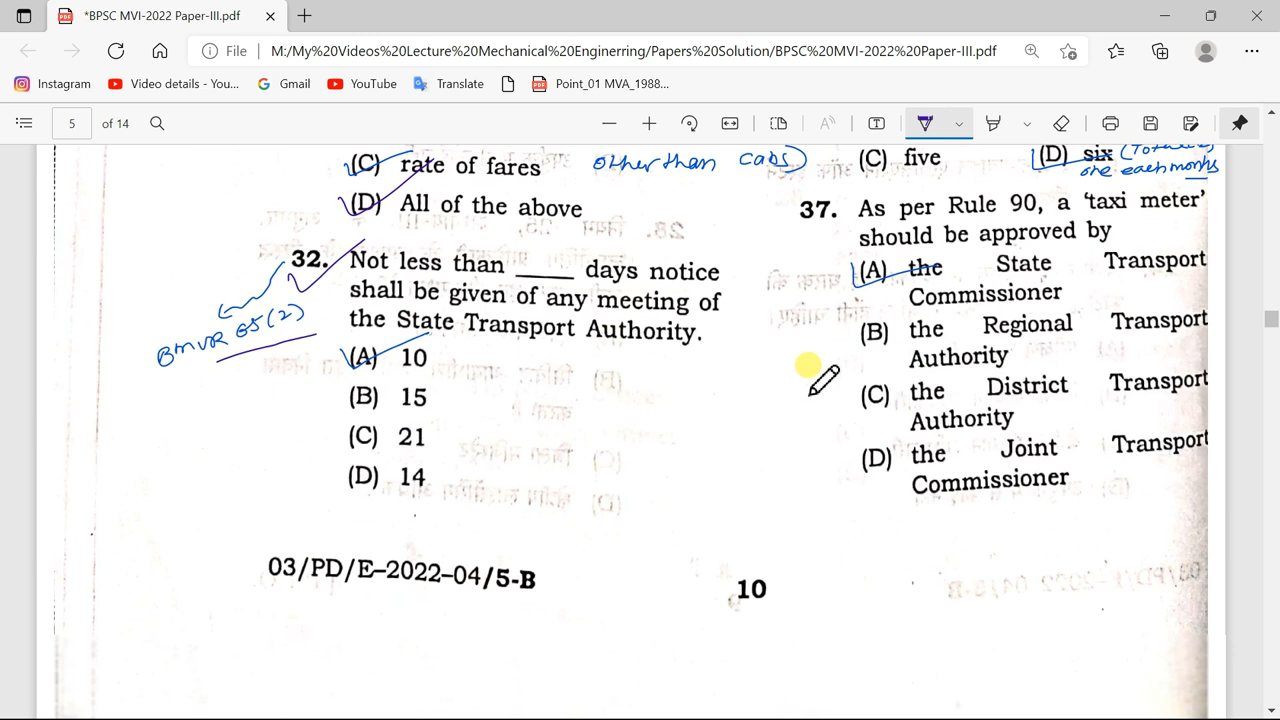 *BPSC MVI-2022 Paper-III.pdf
File M:/My%20Videos%20Lecture%20Mechanical%20Enginerring/Papers%20Solution/BPSC%20MVI-2022%20Paper-III.pdf
Instagram Video details - You... Gmail YouTube Translate Point_01 MVA_1988...
5 of 14
(C) rate of fares other than cabs)
(D) All of the above
32. Not less than _____ days notice
shall be given of any meeting of
the State Transport Authority.
BMVR 65(2)
(A) 10
(B) 15
(C) 21
(D) 14
03/PD/E–2022–04/5-B
10
(C) five
(D) six
one each months
37. As per Rule 90, a 'taxi meter'
should be approved by
(A) the State Transport
Commissioner
(B) the Regional Transport
Authority
(C) the District Transport
Authority
(D) the Joint Transport
Commissioner